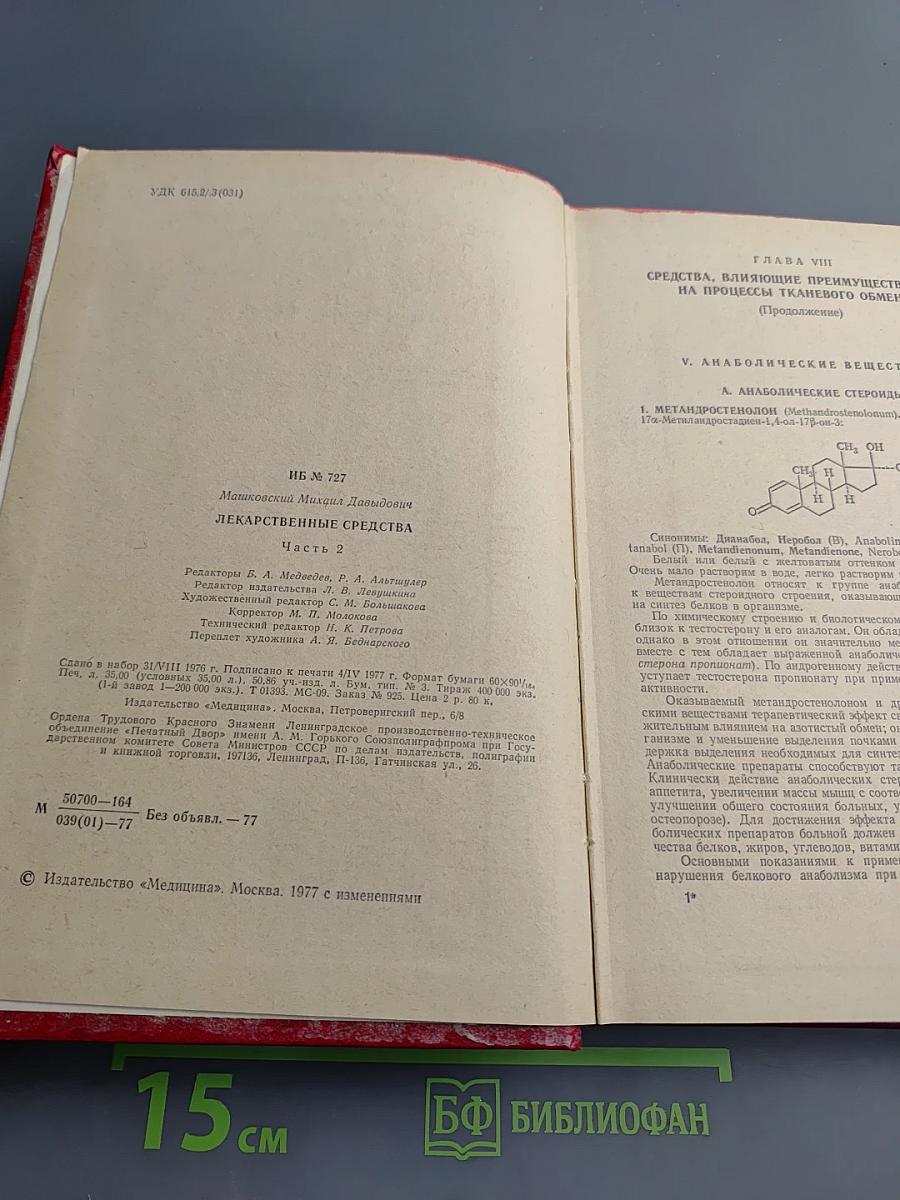 УДК 615.2/.3(031)
ИБ № 727
Машковский Михаил Давыдович
ЛЕКАРСТВЕННЫЕ СРЕДСТВА
Часть 2
Редакторы Б. А. Медведев, Р. А. Альтшулер
Редактор издательства Л. В. Левушкина
Художественный редактор С. М. Большакова
Корректор М. П. Молокова
Технический редактор Н. К. Петрова
Переплет художника А. Я. Беднарского
Сдано в набор 31/VIII 1976 г. Подписано к печати 4/IV 1977 г. Формат бумаги 60×90¹/₁₆.
Печ. л. 35,00 (условных 35,00 л.). 50,86 уч.-изд. л. Бум. тип. № 3. Тираж 400 000 экз.
(1-й завод 1—200 000 экз.). Т 01393. МС-09. Заказ № 925. Цена 2 р. 80 к.
Издательство «Медицина». Москва, Петроверигский пер., 6/8
Ордена Трудового Красного Знамени Ленинградское производственно-техническое
объединение «Печатный Двор» имени А. М. Горького Союзполиграфпрома при Госу-
дарственном комитете Совета Министров СССР по делам издательств, полиграфии
и книжной торговли. 197136, Ленинград, П-136, Гатчинская ул., 26.
М 50700—164
039(01)—77 Без объявл. — 77
© Издательство «Медицина». Москва. 1977 с изменениями
ГЛАВА VIII
СРЕДСТВА, ВЛИЯЮЩИЕ ПРЕИМУЩЕСТВ
НА ПРОЦЕССЫ ТКАНЕВОГО ОБМЕН
(Продолжение)
V. АНАБОЛИЧЕСКИЕ ВЕЩЕСТ
А. АНАБОЛИЧЕСКИЕ СТЕРОИДЫ
1. МЕТАНДРОСТЕНОЛОН (Methandrostenolonum).
17α-Метиландростадиен-1,4-ол-17β-он-3:
CH₃ OH
CH₃ H
H H
O
Синонимы: Дианабол, Неробол (В), Anabolin
tanabol (П), Metandienonum, Metandienone, Nerobo
Белый или белый с желтоватым оттенком
Очень мало растворим в воде, легко растворим
Метандростенолон относят к группе анаб
к веществам стероидного строения, оказывающ
на синтез белков в организме.
По химическому строению и биологическом
близок к тестостерону и его аналогам. Он облад
однако в этом отношении он значительно ме
вместе с тем обладает выраженной анаболиче
стерона пропионат). По андрогенному действ
уступает тестостерона пропионату при приме
активности.
Оказываемый метандростенолоном и др
скими веществами терапевтический эффект св
жительным влиянием на азотистый обмен; он
ганизме и уменьшение выделения почками
держка выделения необходимых для синтез
Анаболические препараты способствуют та
Клинически действие анаболических стер
аппетита, увеличении массы мышц с соотв
улучшении общего состояния больных, у
остеопорозе). Для достижения эффекта
болических препаратов больной должен
чества белков, жиров, углеводов, витами
Основными показаниями к приме
нарушения белкового анаболизма при
1*
15 см
БФ БИБЛИОФАН